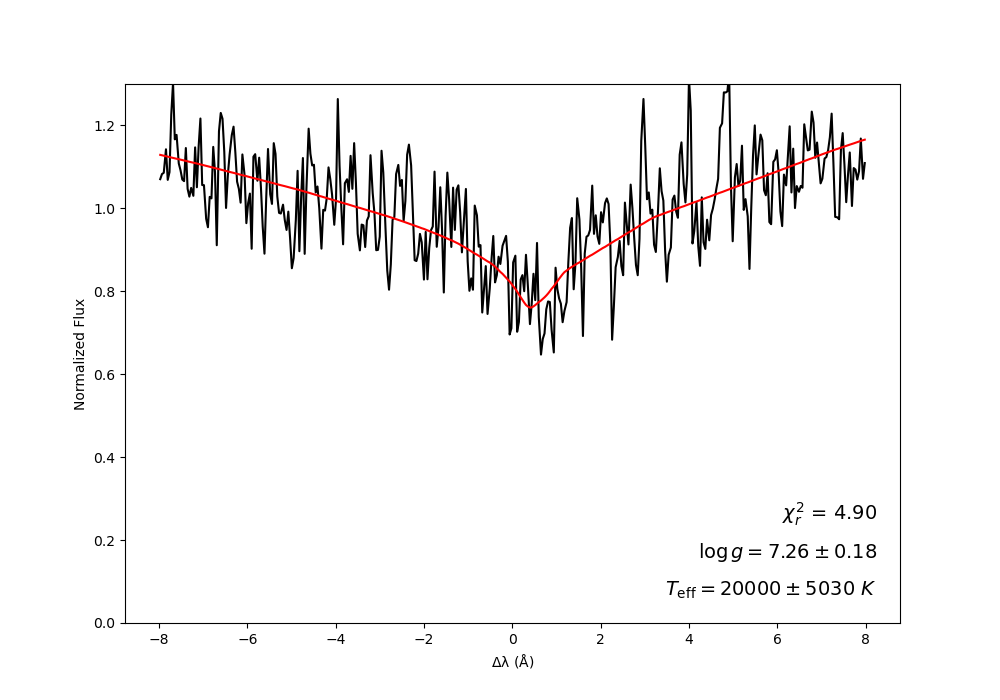 1.2
1.0
0.8
0.6
0.4
0.2
0.0
Normalized Flux
χ²ᵣ = 4.90
log g = 7.26 ± 0.18
T_eff = 20000 ± 5030 K
−8 −6 −4 −2 0 2 4 6 8
Δλ (Å)